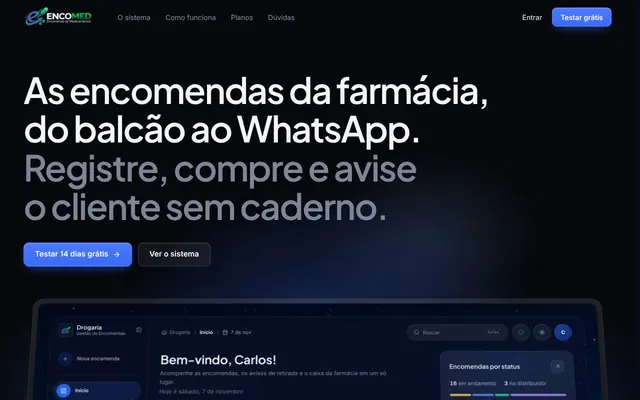 ENCOMED
Encomendas de Medicamentos
O sistema
Como funciona
Planos
Dúvidas
Entrar
Testar grátis
As encomendas da farmácia,
do balcão ao WhatsApp.
Registre, compre e avise
o cliente sem caderno.
Testar 14 dias grátis →
Ver o sistema
Drogaria
Gestão de Encomendas
Nova encomenda
Início
Drogaria
Início
7 de nov
Buscar
C
Bem-vindo, Carlos!
Acompanhe as encomendas, os avisos de retirada e o caixa da farmácia em um só
lugar.
Hoje é sábado, 7 de novembro.
Encomendas por status
16 em andamento
3 no distribuidor